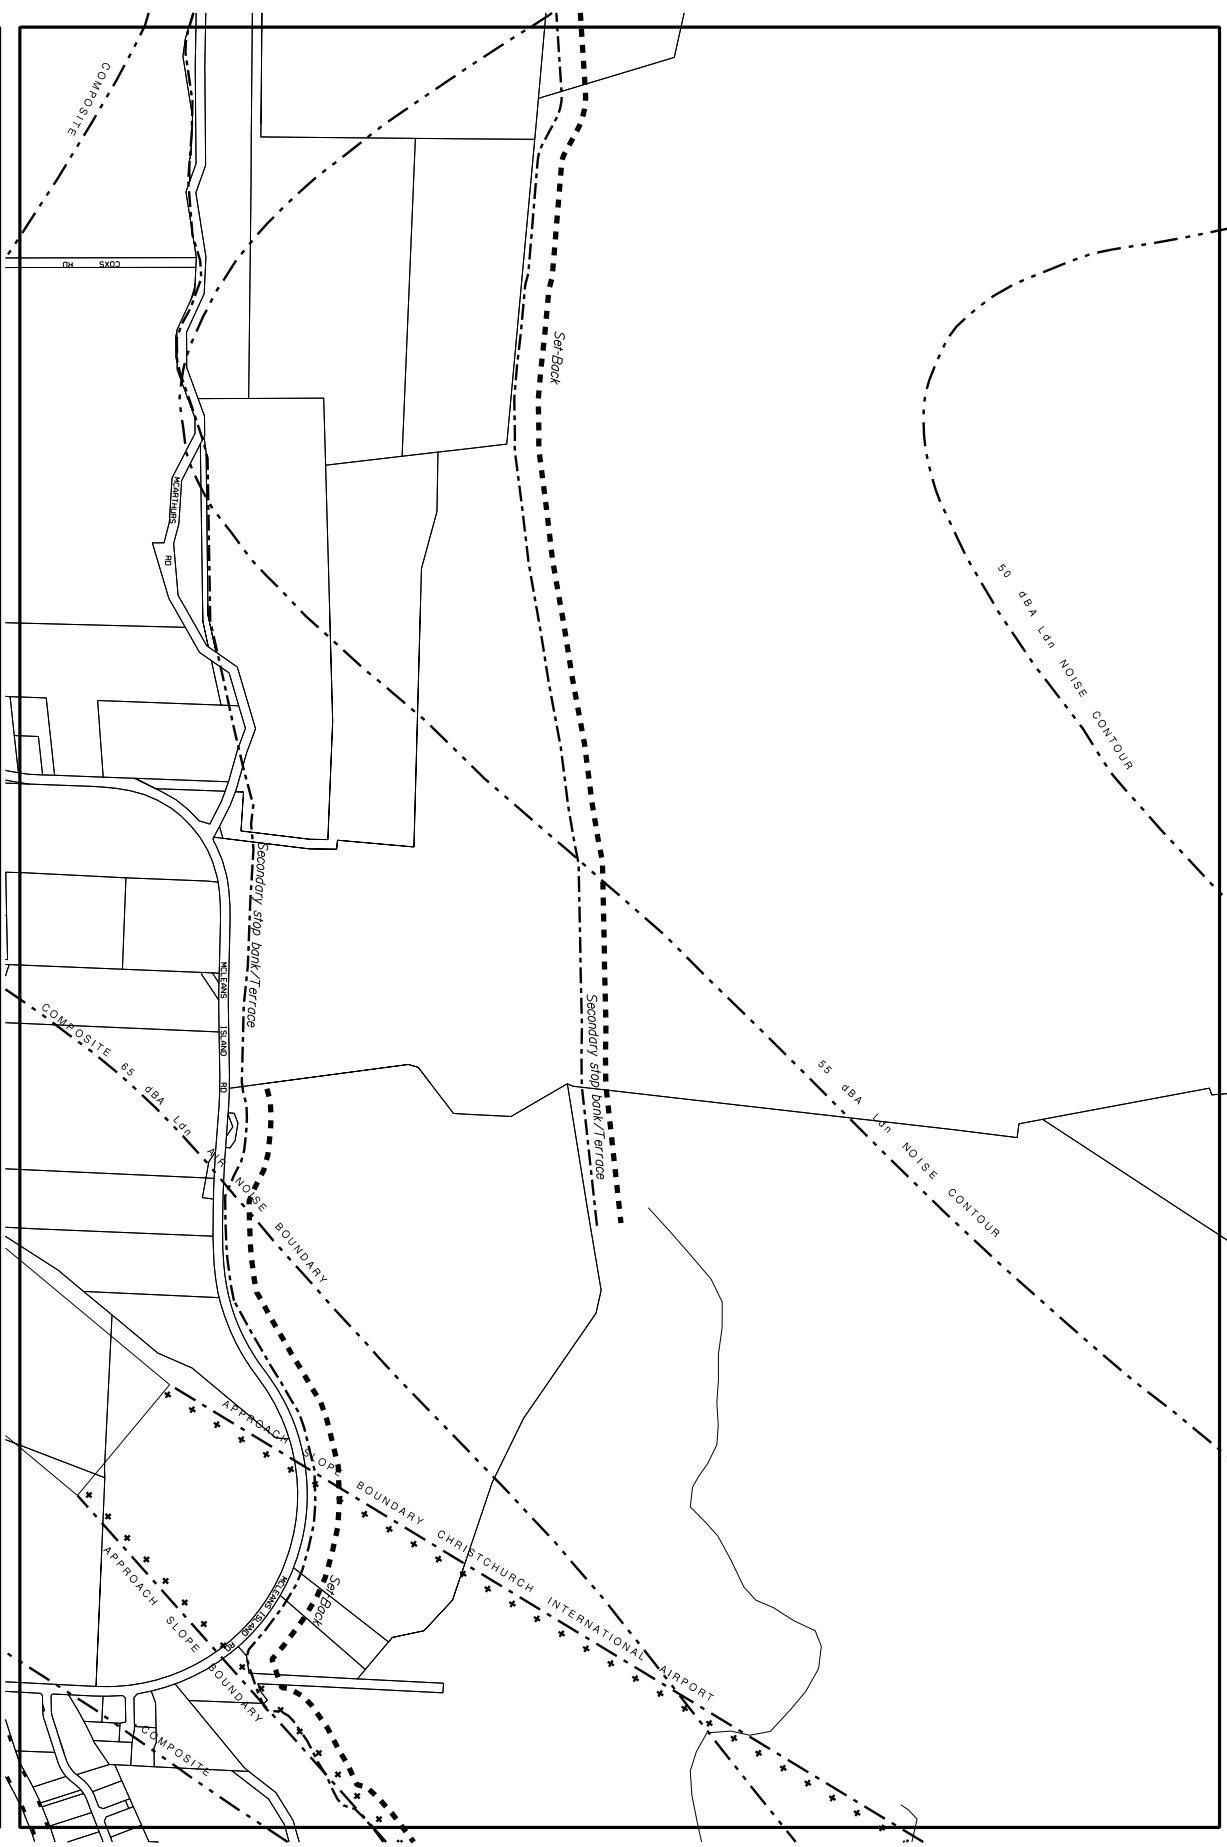 COMPOSITE
COXS RD
Set-Back
MCARTHURS
RD
50 dBA Ldn NOISE CONTOUR
Secondary stop bank/Terrace
MCLEANS ISLAND RD
Secondary stop bank/Terrace
COMPOSITE 65 dBA Ldn AIR NOISE BOUNDARY
55 dBA Ldn NOISE CONTOUR
APPROACH SLOPE BOUNDARY CHRISTCHURCH INTERNATIONAL AIRPORT
APPROACH SLOPE BOUNDARY
MCLEANS ISLAND RD
Set-Back
COMPOSITE